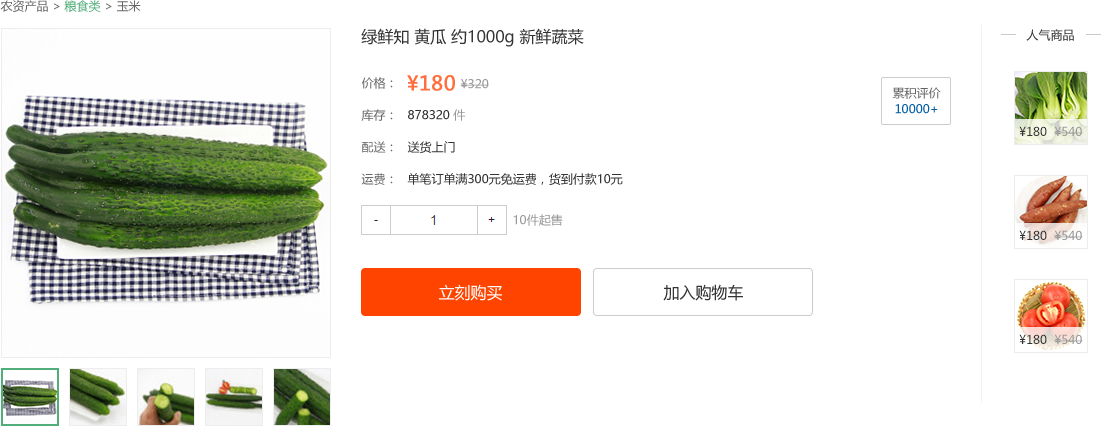 农资产品 > 粮食类 > 玉米
绿鲜知 黄瓜 约1000g 新鲜蔬菜
价格： ¥180 ¥320
累积评价
10000+
库存： 878320 件
配送： 送货上门
运费： 单笔订单满300元免运费，货到付款10元
- 1 + 10件起售
立刻购买 加入购物车
人气商品
¥180 ¥540
¥180 ¥540
¥180 ¥540